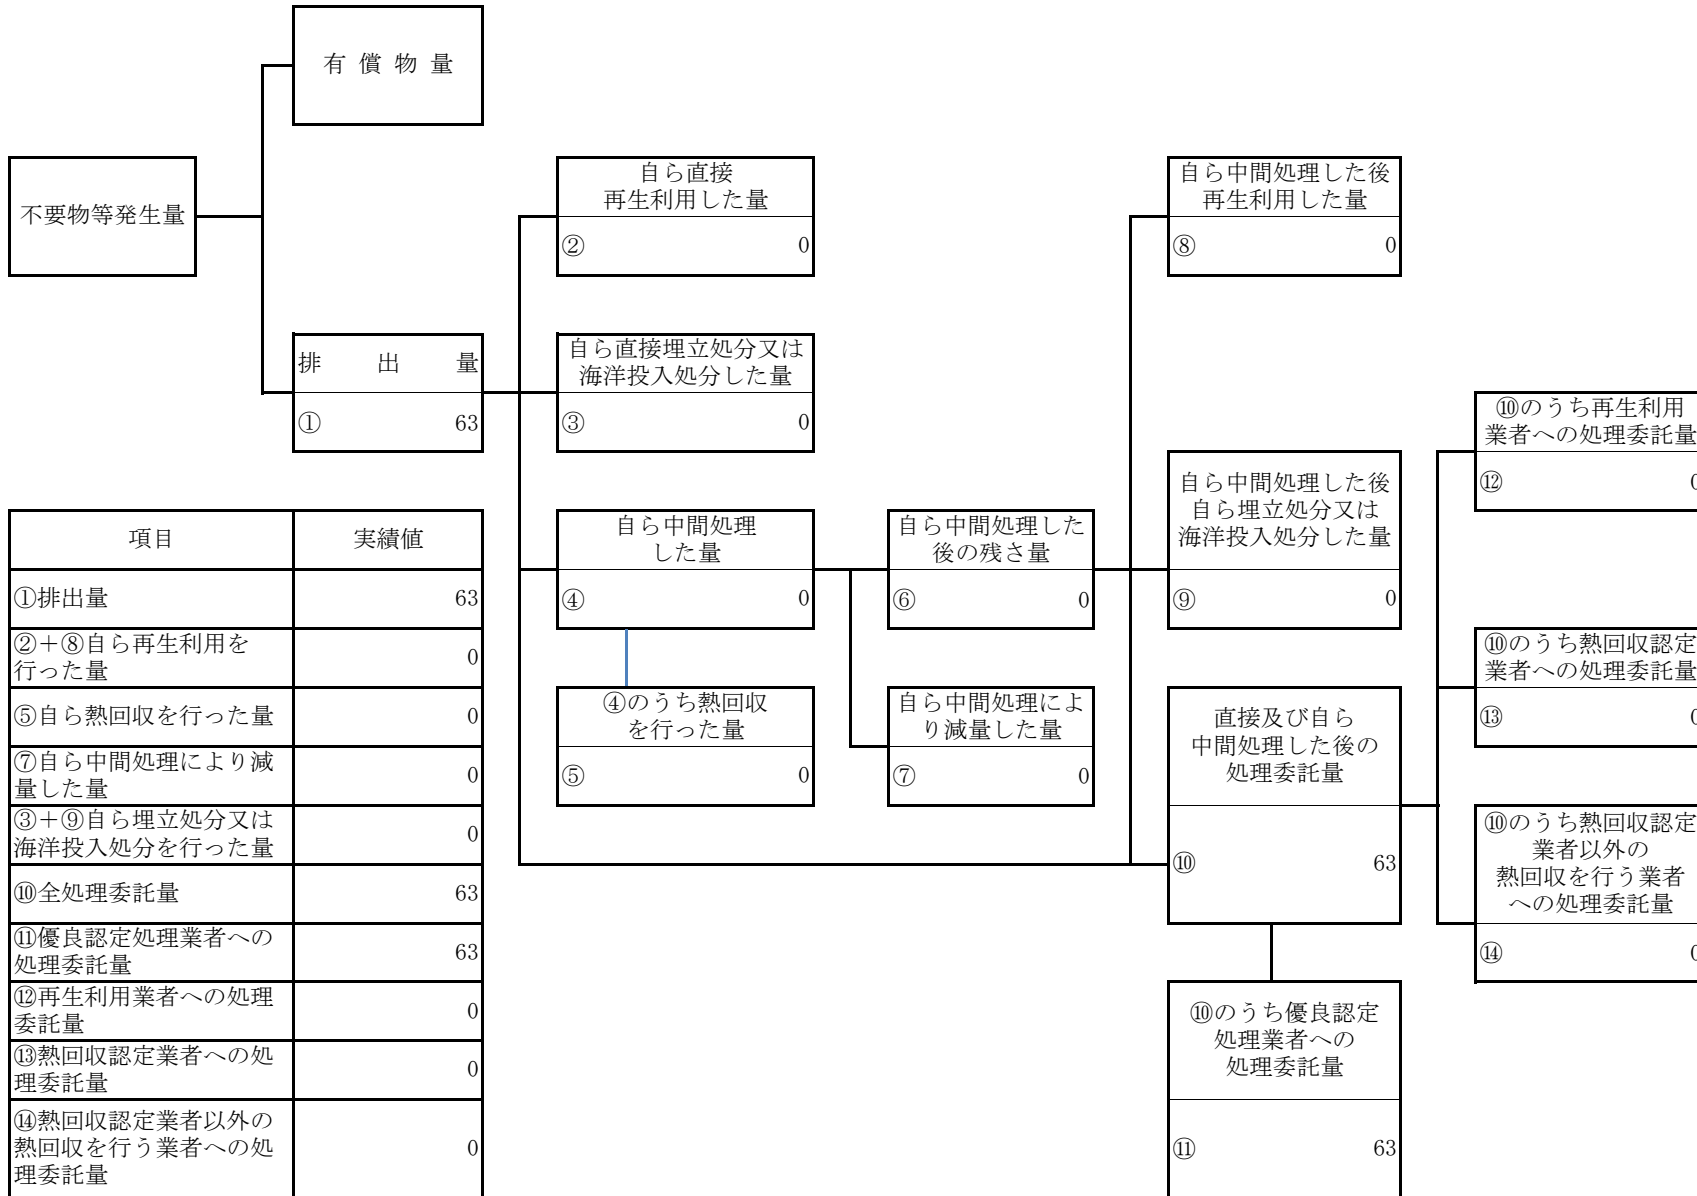 有償物量
不要物等発生量
自ら直接
再生利用した量
② 0
自ら中間処理した後
再生利用した量
⑧ 0
排出量
① 63
自ら直接埋立処分又は
海洋投入処分した量
③ 0
⑩のうち再生利用
業者への処理委託量
⑫ 0
自ら中間処理した後
自ら埋立処分又は
海洋投入処分した量
⑨ 0
自ら中間処理
した量
④ 0
自ら中間処理した
後の残さ量
⑥ 0
⑩のうち熱回収認定
業者への処理委託量
⑬ 0
④のうち熱回収
を行った量
⑤ 0
自ら中間処理によ
り減量した量
⑦ 0
直接及び自ら
中間処理した後の
処理委託量
⑩ 63
⑩のうち熱回収認定
業者以外の
熱回収を行う業者
への処理委託量
⑭ 0
⑩のうち優良認定
処理業者への
処理委託量
⑪ 63
項目 実績値
①排出量 63
②+⑧自ら再生利用を
行った量 0
⑤自ら熱回収を行った量 0
⑦自ら中間処理により減
量した量 0
③+⑨自ら埋立処分又は
海洋投入処分を行った量 0
⑩全処理委託量 63
⑪優良認定処理業者への
処理委託量 63
⑫再生利用業者への処理
委託量 0
⑬熱回収認定業者への処
理委託量 0
⑭熱回収認定業者以外の
熱回収を行う業者への処
理委託量 0